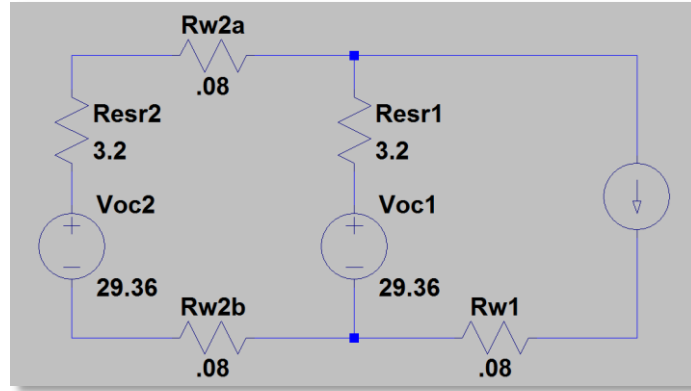 Rw2a
.08
Resr2
3.2
Resr1
3.2
Voc2
+
–
29.36
Voc1
+
–
29.36
Rw2b
.08
Rw1
.08